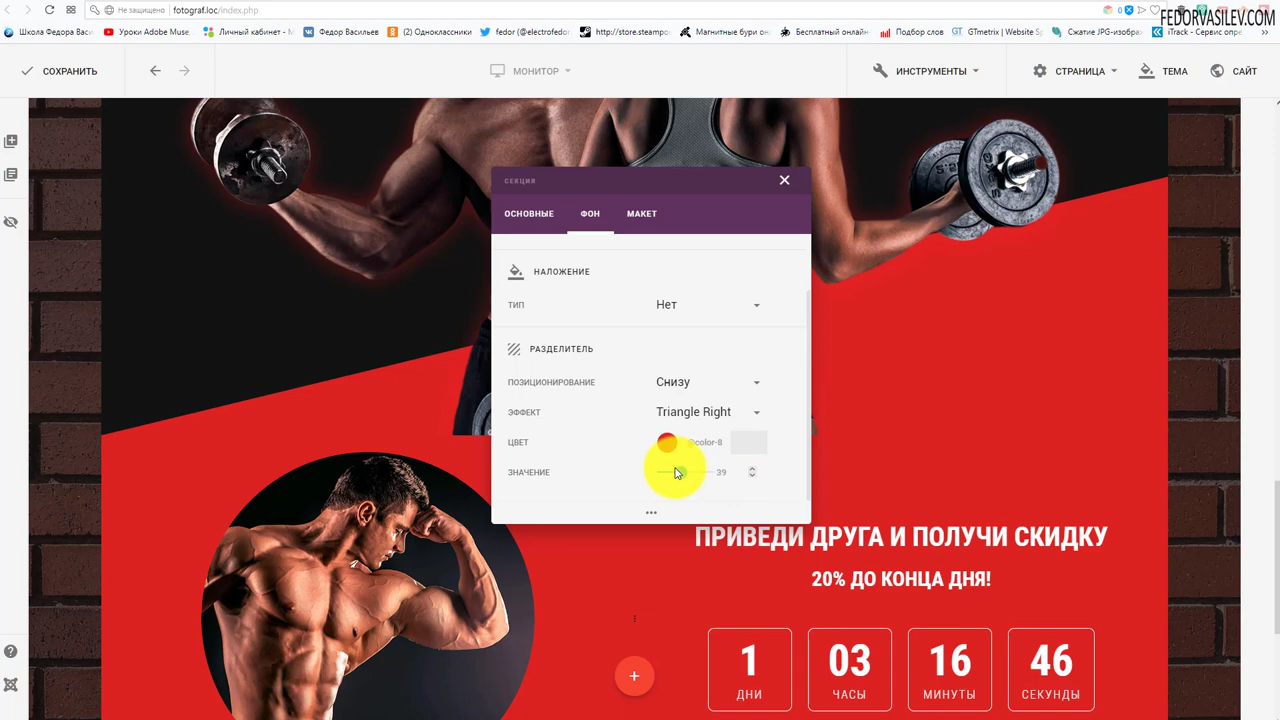 Не защищено
fotograf.loc/index.php
0
FEDORVASILEV.COM
Школа Федора Васи
Уроки Adobe Muse,
Личный кабинет - М
Федор Васильев
(2) Одноклассники
fedor (@electrofedor
http://store.steampo
Магнитные бури он
Бесплатный онлайн
Подбор слов
GTmetrix | Website Sp
Сжатие JPG-изобра
iTrack - Сервис опре
СОХРАНИТЬ
МОНИТОР
ИНСТРУМЕНТЫ
СТРАНИЦА
ТЕМА
САЙТ
СЕКЦИЯ
ОСНОВНЫЕ
ФОН
МАКЕТ
НАЛОЖЕНИЕ
ТИП
Нет
РАЗДЕЛИТЕЛЬ
ПОЗИЦИОНИРОВАНИЕ
Снизу
ЭФФЕКТ
Triangle Right
ЦВЕТ
@color-8
ЗНАЧЕНИЕ
39
ПРИВЕДИ ДРУГА И ПОЛУЧИ СКИДКУ
20% ДО КОНЦА ДНЯ!
1
03
16
46
ДНИ
ЧАСЫ
МИНУТЫ
СЕКУНДЫ